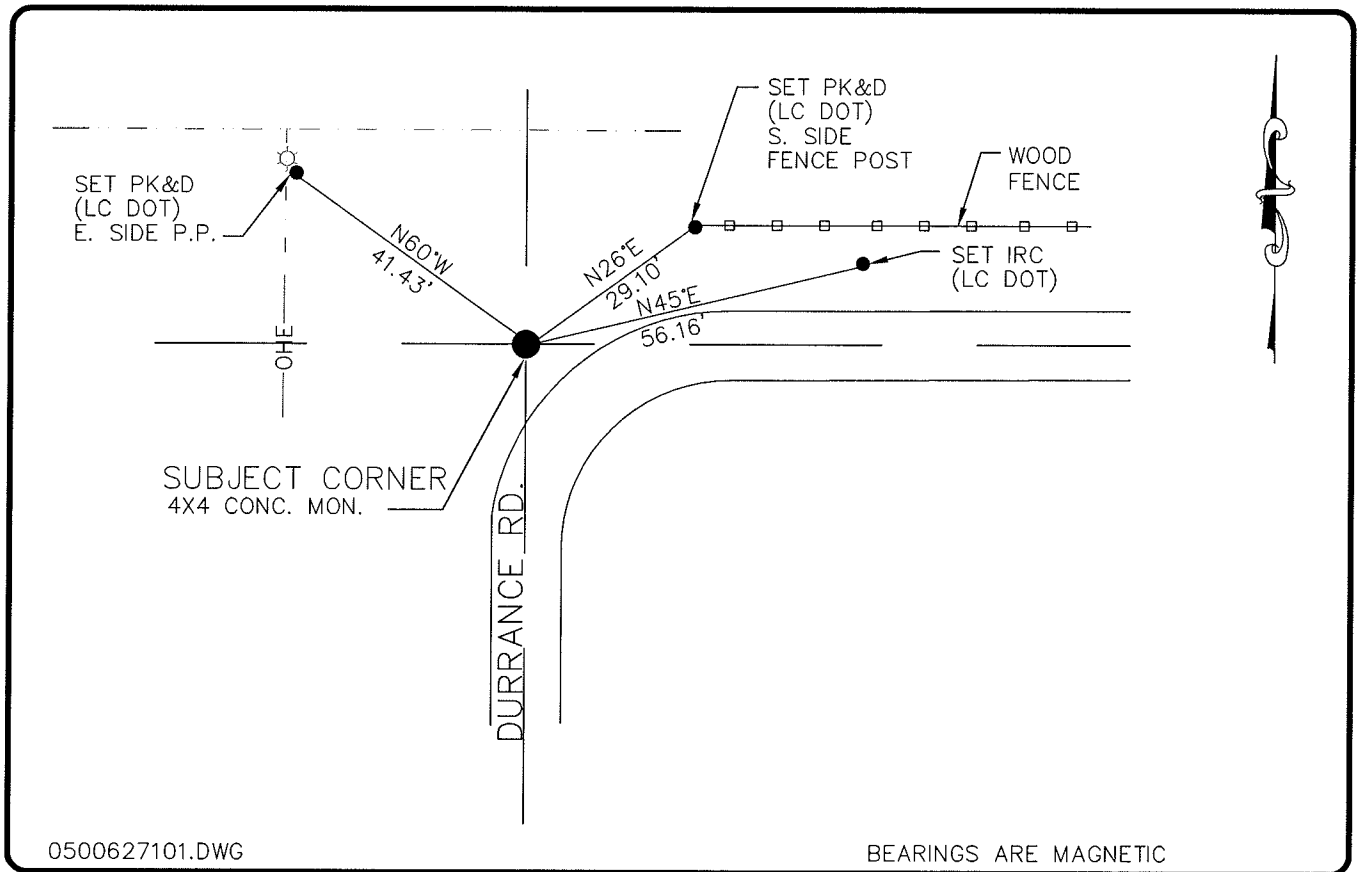 SET PK&D
(LC DOT)
S. SIDE
FENCE POST
WOOD
FENCE
SET PK&D
(LC DOT)
E. SIDE P.P.
N60°W
41.43'
N26°E
29.10'
N45°E
56.16'
SET IRC
(LC DOT)
OHE
SUBJECT CORNER
4X4 CONC. MON.
DURRANCE RD.
0500627101.DWG
BEARINGS ARE MAGNETIC